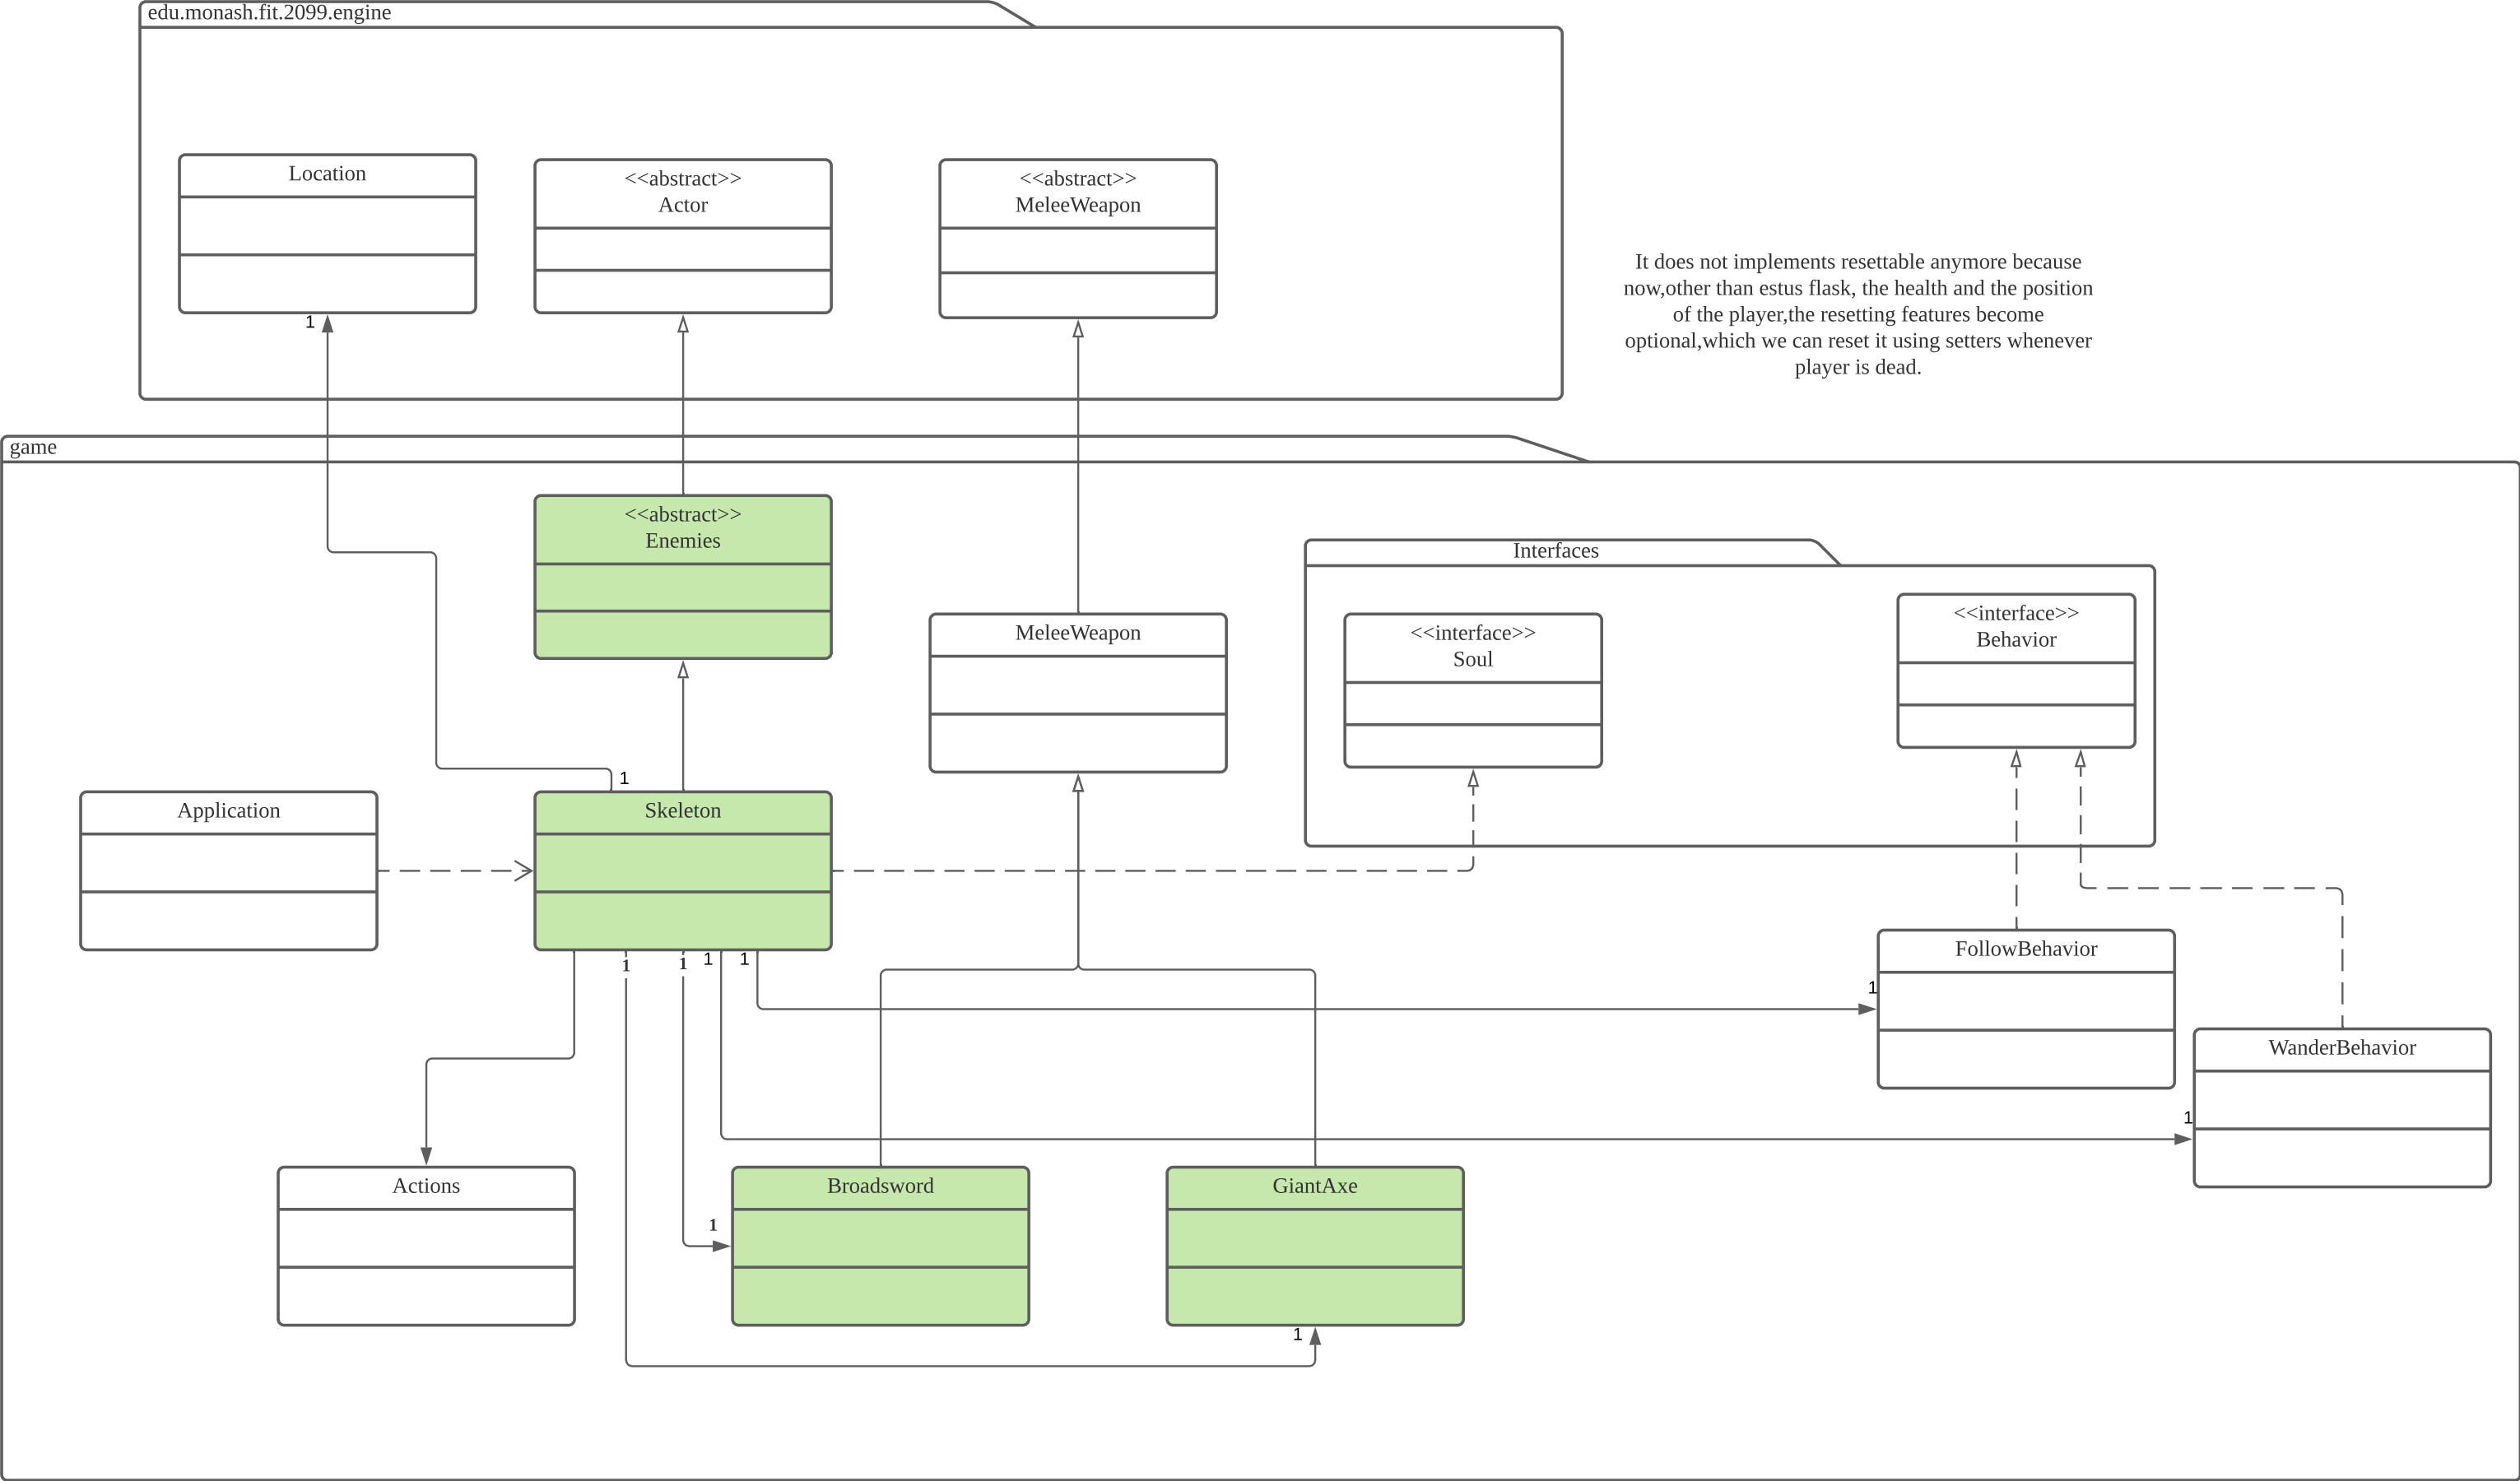 edu.monash.fit.2099.engine
Location
<<abstract>>
Actor
<<abstract>>
MeleeWeapon
1
It does not implements resettable anymore because
now,other than estus flask, the health and the position
of the player,the resetting features become
optional,which we can reset it using setters whenever
player is dead.
game
<<abstract>>
Enemies
Interfaces
MeleeWeapon
<<interface>>
Soul
<<interface>>
Behavior
1
Application
Skeleton
1
1
1
1
FollowBehavior
1
WanderBehavior
1
Actions
Broadsword
1
GiantAxe
1